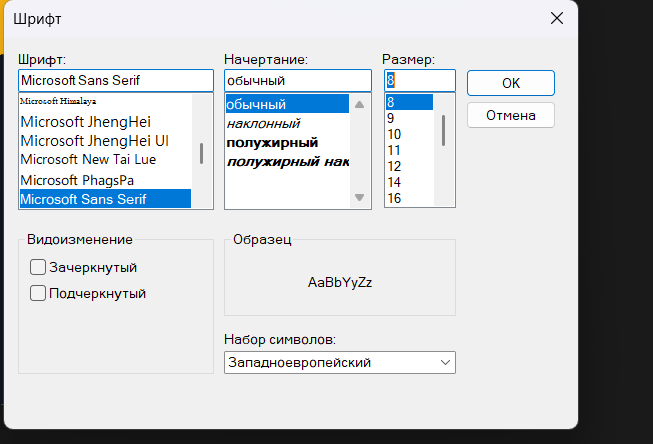 Шрифт
Шрифт:
Microsoft Sans Serif
Microsoft Himalaya
Microsoft JhengHei
Microsoft JhengHei UI
Microsoft New Tai Lue
Microsoft PhagsPa
Microsoft Sans Serif
Начертание:
обычный
обычный
наклонный
полужирный
полужирный нак
Размер:
8
8
9
10
11
12
14
16
OK
Отмена
Видоизменение
Зачеркнутый
Подчеркнутый
Образец
AaBbYyZz
Набор символов:
Западноевропейский